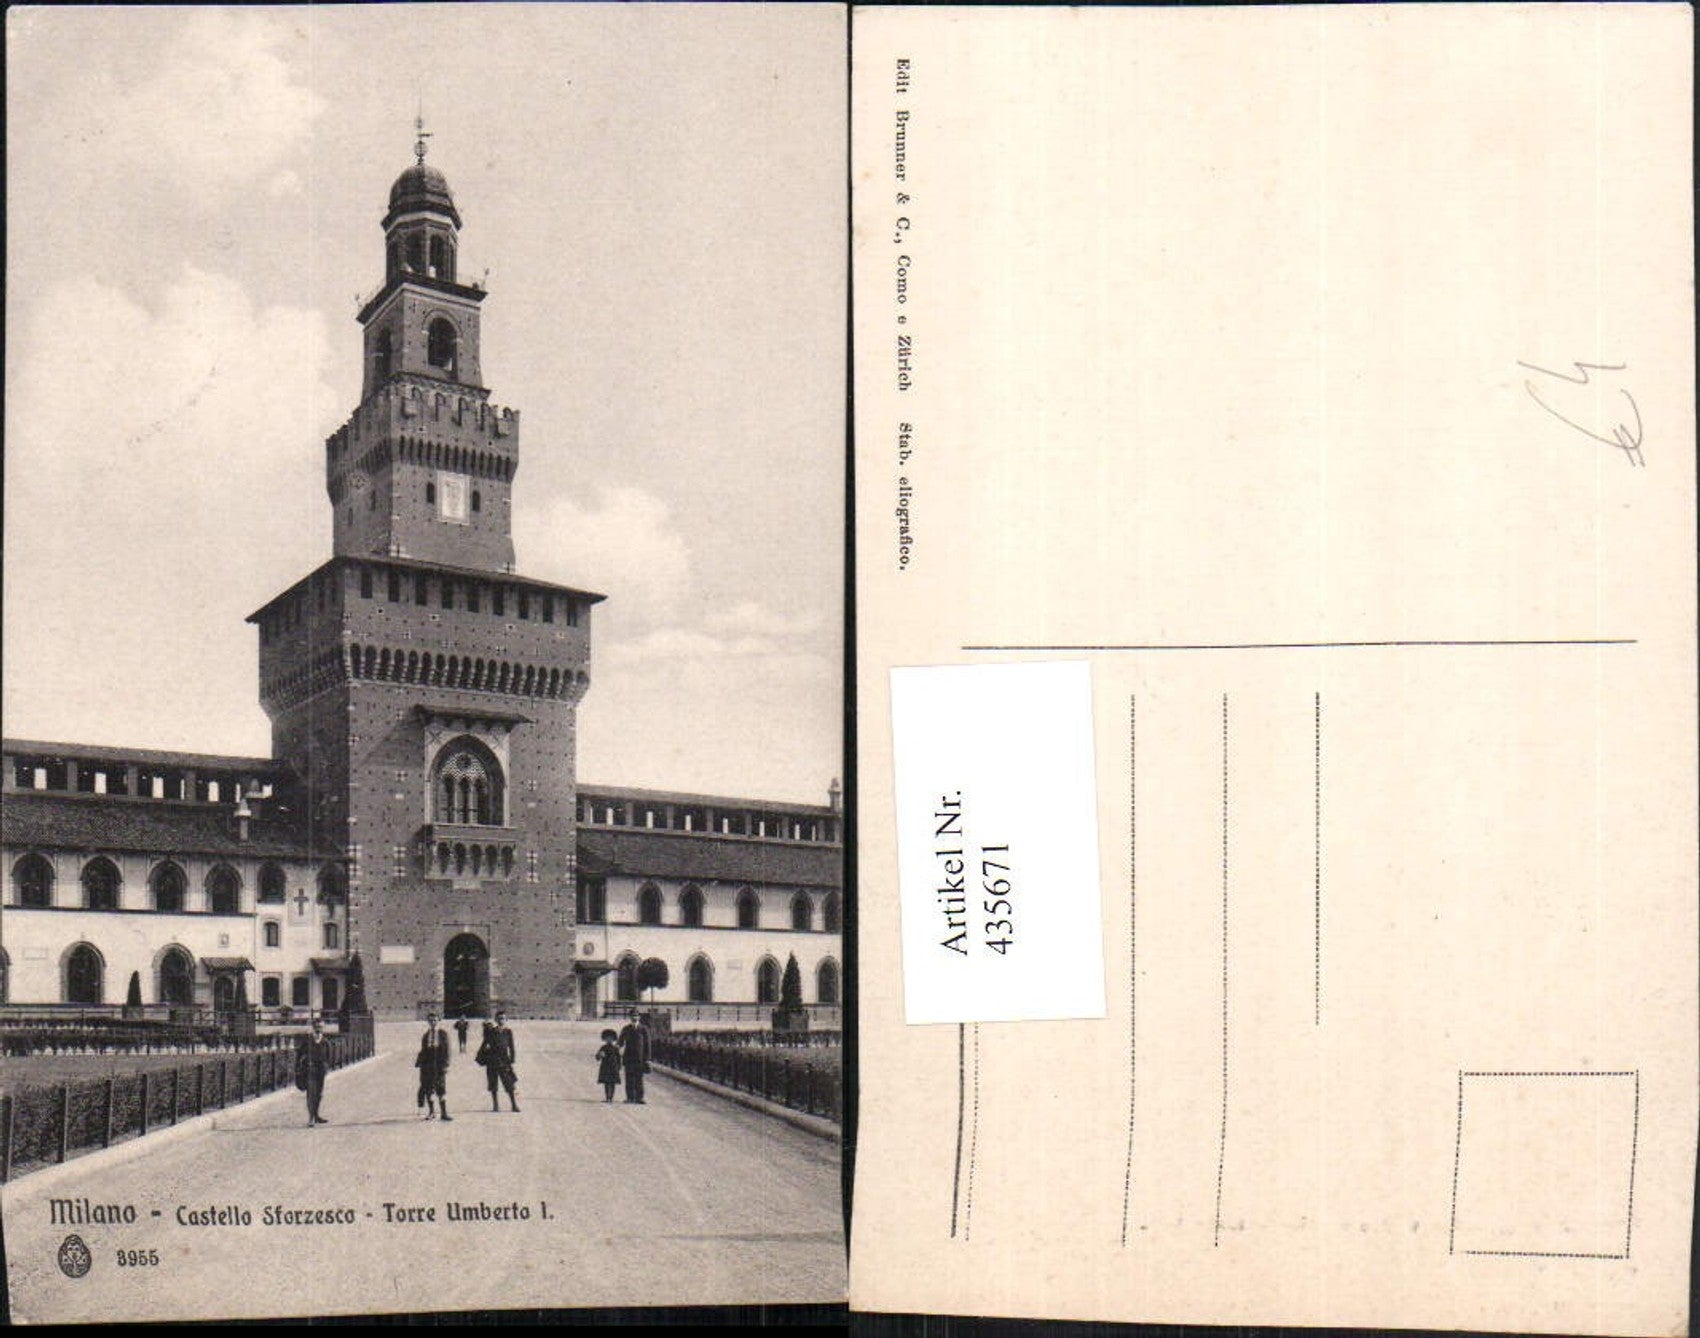 Milano - Castello Sforzesco - Torre Umberto I.
3955
Edit Brunner & C., Como e Zürich Stab. eliografico.
Artikel Nr.
435671